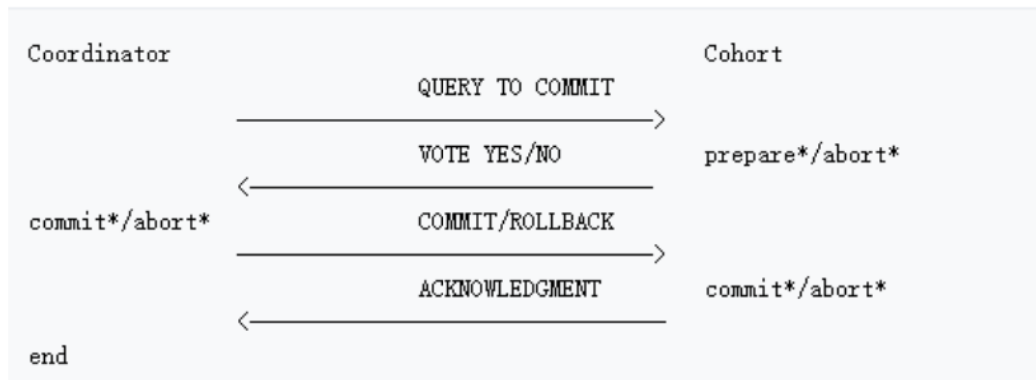 Coordinator Cohort
QUERY TO COMMIT
VOTE YES/NO prepare*/abort*
commit*/abort* COMMIT/ROLLBACK
ACKNOWLEDGMENT commit*/abort*
end